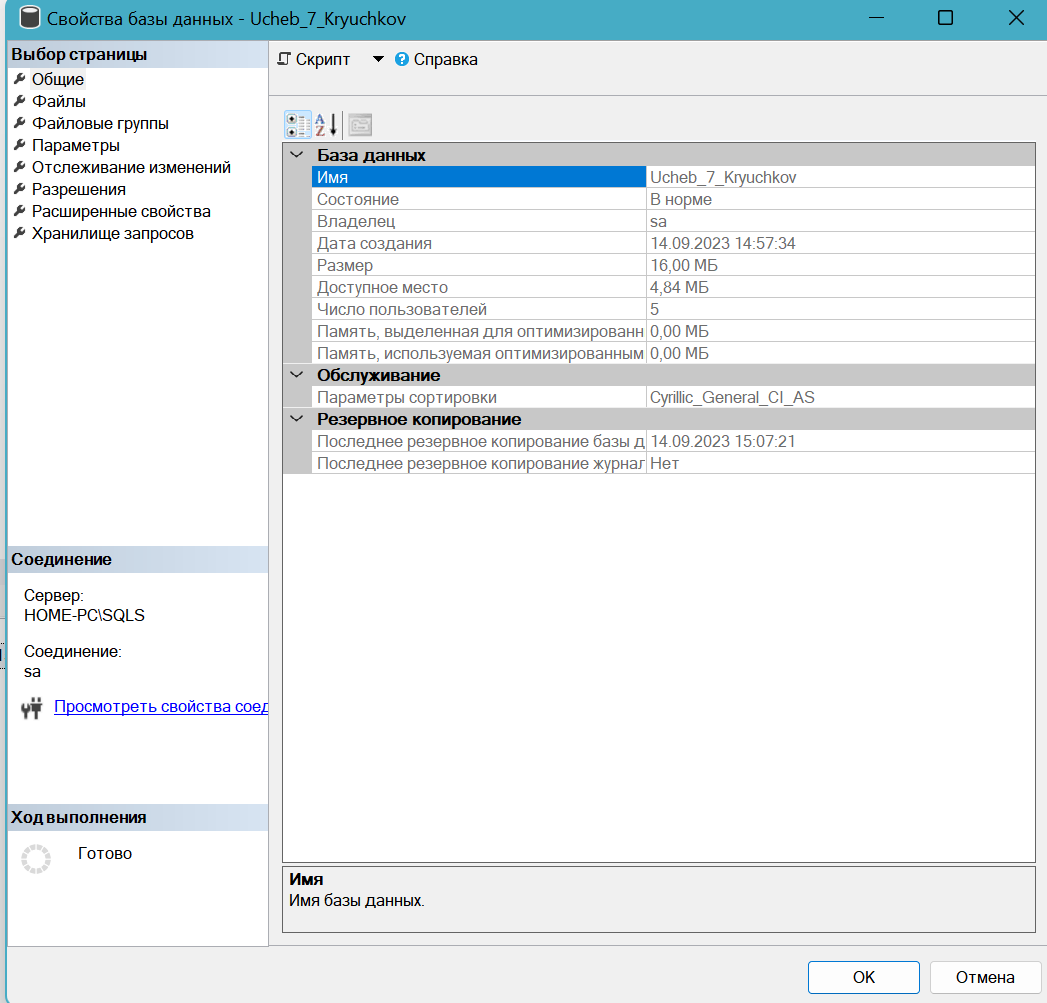 Свойства базы данных - Ucheb_7_Kryuchkov
Выбор страницы
Общие
Файлы
Файловые группы
Параметры
Отслеживание изменений
Разрешения
Расширенные свойства
Хранилище запросов
Соединение
Сервер:
HOME-PC\SQLS
Соединение:
sa
Просмотреть свойства соед
Ход выполнения
Готово
Скрипт Справка
База данных
Имя Ucheb_7_Kryuchkov
Состояние В норме
Владелец sa
Дата создания 14.09.2023 14:57:34
Размер 16,00 МБ
Доступное место 4,84 МБ
Число пользователей 5
Память, выделенная для оптимизированн 0,00 МБ
Память, используемая оптимизированным 0,00 МБ
Обслуживание
Параметры сортировки Cyrillic_General_CI_AS
Резервное копирование
Последнее резервное копирование базы д 14.09.2023 15:07:21
Последнее резервное копирование журнал Нет
Имя
Имя базы данных.
OK Отмена